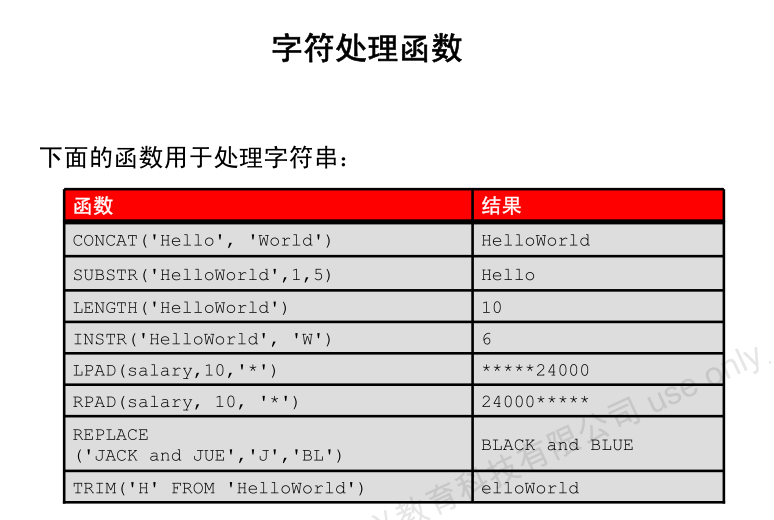 字符处理函数
下面的函数用于处理字符串：
函数 结果
CONCAT('Hello', 'World') HelloWorld
SUBSTR('HelloWorld',1,5) Hello
LENGTH('HelloWorld') 10
INSTR('HelloWorld', 'W') 6
LPAD(salary,10,'*') *****24000
RPAD(salary, 10, '*') 24000*****
REPLACE
('JACK and JUE','J','BL') BLACK and BLUE
TRIM('H' FROM 'HelloWorld') elloWorld
教育科技有限公司 use only